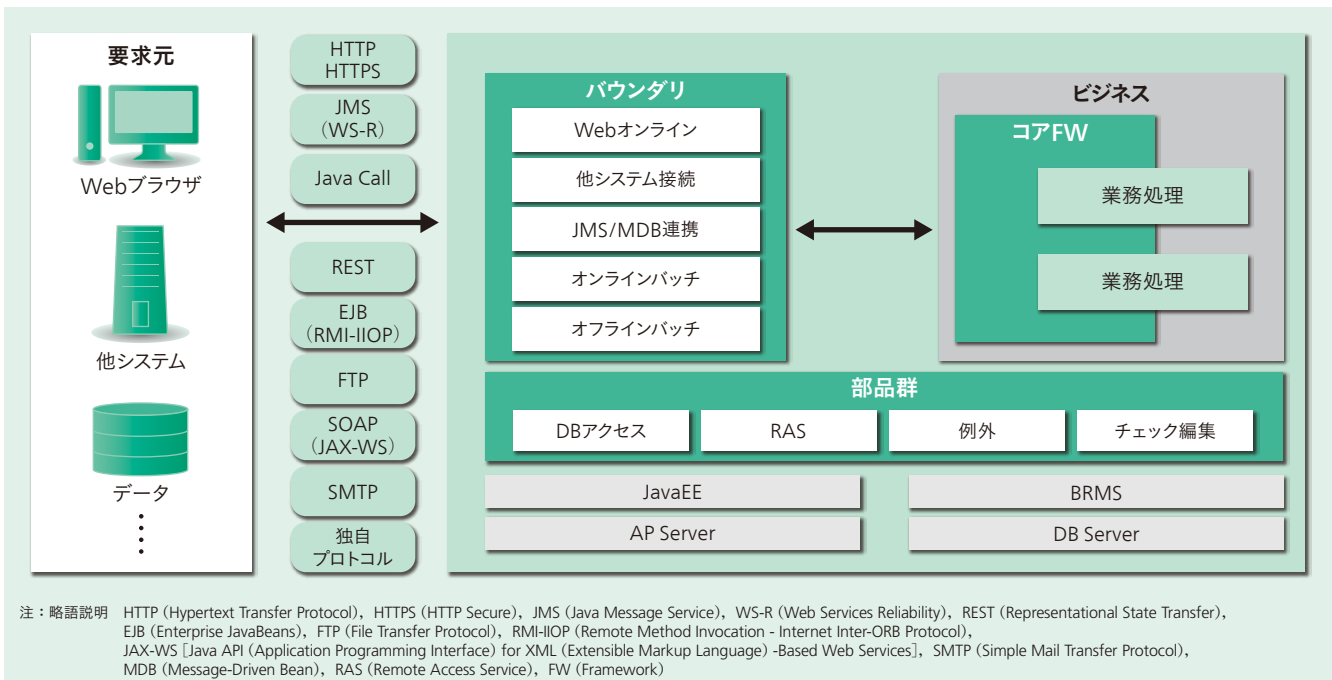 要求元
Webブラウザ
他システム
データ
HTTP
HTTPS
JMS
（WS-R）
Java Call
REST
EJB
（RMI-IIOP）
FTP
SOAP
（JAX-WS）
SMTP
独自
プロトコル
バウンダリ
Webオンライン
他システム接続
JMS/MDB連携
オンラインバッチ
オフラインバッチ
ビジネス
コアFW
業務処理
業務処理
部品群
DBアクセス
RAS
例外
チェック編集
JavaEE
BRMS
AP Server
DB Server
注：略語説明　HTTP（Hypertext Transfer Protocol），HTTPS（HTTP Secure），JMS（Java Message Service），WS-R（Web Services Reliability），REST（Representational State Transfer），
EJB（Enterprise JavaBeans），FTP（File Transfer Protocol），RMI-IIOP（Remote Method Invocation - Internet Inter-ORB Protocol），
JAX-WS［Java API（Application Programming Interface）for XML（Extensible Markup Language）-Based Web Services］，SMTP（Simple Mail Transfer Protocol），
MDB（Message-Driven Bean），RAS（Remote Access Service），FW（Framework）